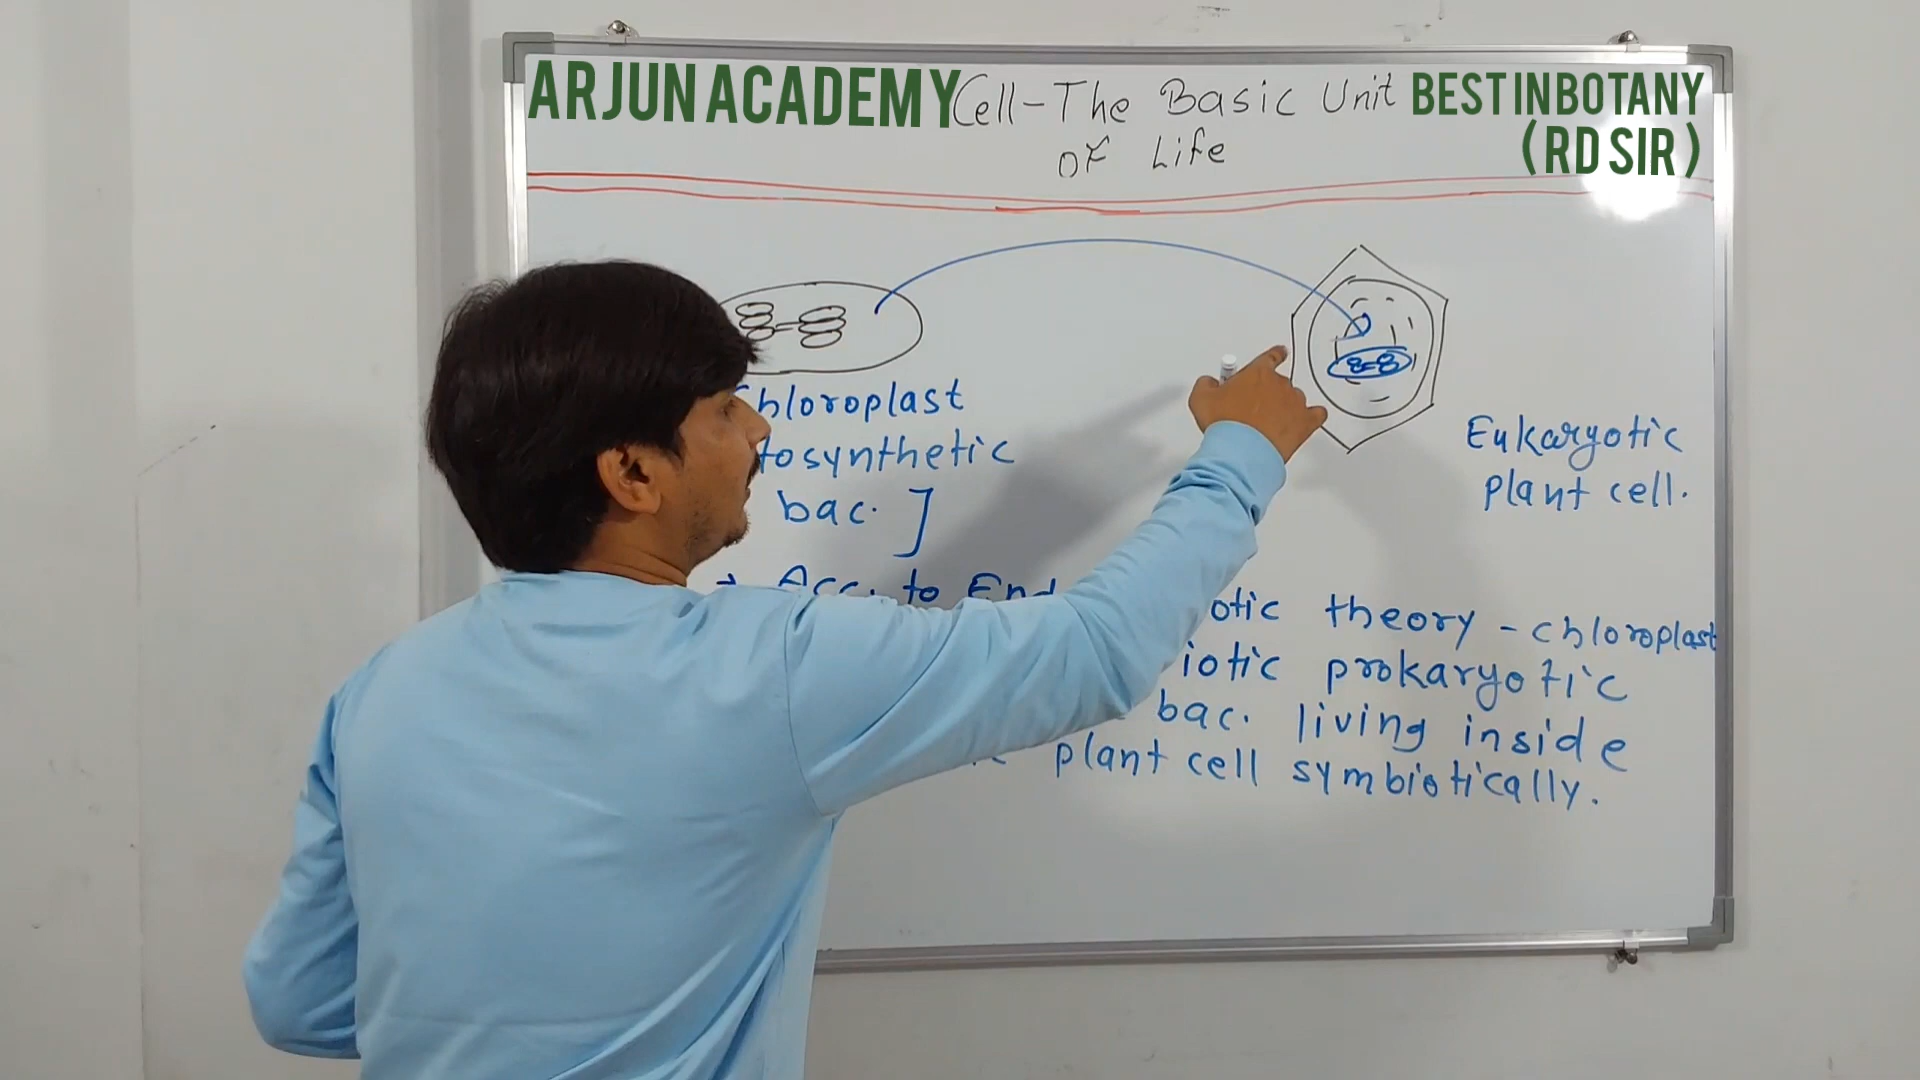 ARJUN ACADEMY
Cell-The Basic Unit
OF Life
BEST IN BOTANY
(RD SIR)
Chloroplast
tosynthetic
bac. ]
Eukaryotic
plant cell.
→ Acc. to End otic theory - chloroplast
iotic prokaryotic
bac. living inside
plant cell symbiotically.